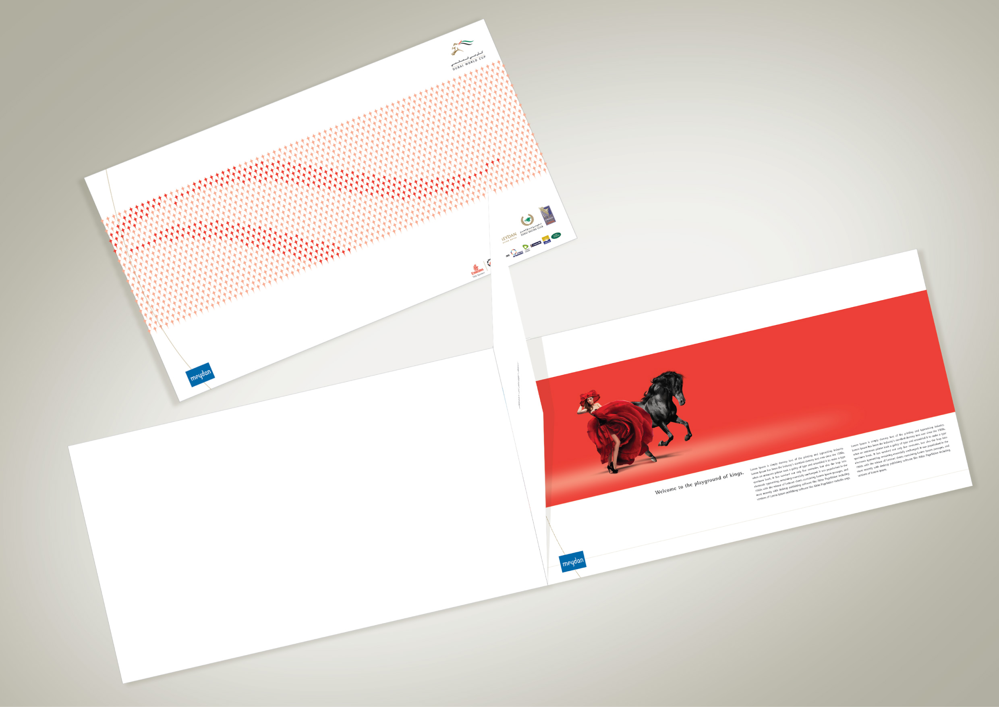 كأس دبي العالمي
DUBAI WORLD CUP
DUBAI RACING CLUB
Emirates
Title Sponsor
meydan
Welcome to the playground of kings.
Lorem Ipsum is simply dummy text of the printing and typesetting industry.
Lorem Ipsum has been the industry's standard dummy text ever since the 1500s,
when an unknown printer took a galley of type and scrambled it to make a type
specimen book. It has survived not only five centuries, but also the leap into
electronic typesetting, remaining essentially unchanged. It was popularised in the
1960s with the release of Letraset sheets containing Lorem Ipsum passages, and
more recently with desktop publishing software like Aldus PageMaker including
versions of Lorem Ipsum publishing software like Aldus PageMaker includin
Lorem Ipsum is simply dummy text of the printing and typesetting industry.
Lorem Ipsum has been the industry's standard dummy text ever since the 1500s,
when an unknown printer took a galley of type and scrambled it to make a type
specimen book. It has survived not only five centuries, but also the leap into
electronic typesetting, remaining essentially unchanged. It was popularised in the
1960s with the release of Letraset sheets containing Lorem Ipsum passages, and
more recently with desktop publishing software like Aldus PageMaker including
versions of Lorem Ipsum.
meydan